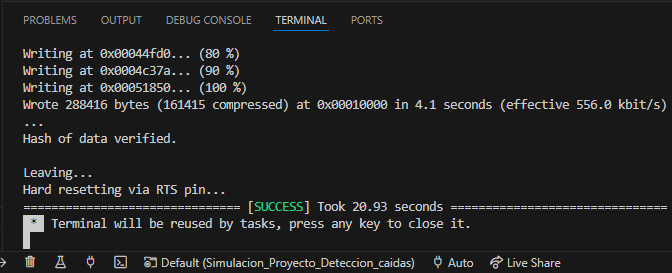 PROBLEMS OUTPUT DEBUG CONSOLE TERMINAL PORTS
Writing at 0x00044fd0... (80 %)
Writing at 0x0004c37a... (90 %)
Writing at 0x00051850... (100 %)
Wrote 288416 bytes (161415 compressed) at 0x00010000 in 4.1 seconds (effective 556.0 kbit/s)
...
Hash of data verified.
Leaving...
Hard resetting via RTS pin...
============================== [SUCCESS] Took 20.93 seconds ==============================
* Terminal will be reused by tasks, press any key to close it.
Default (Simulacion_Proyecto_Deteccion_caidas) Auto Live Share